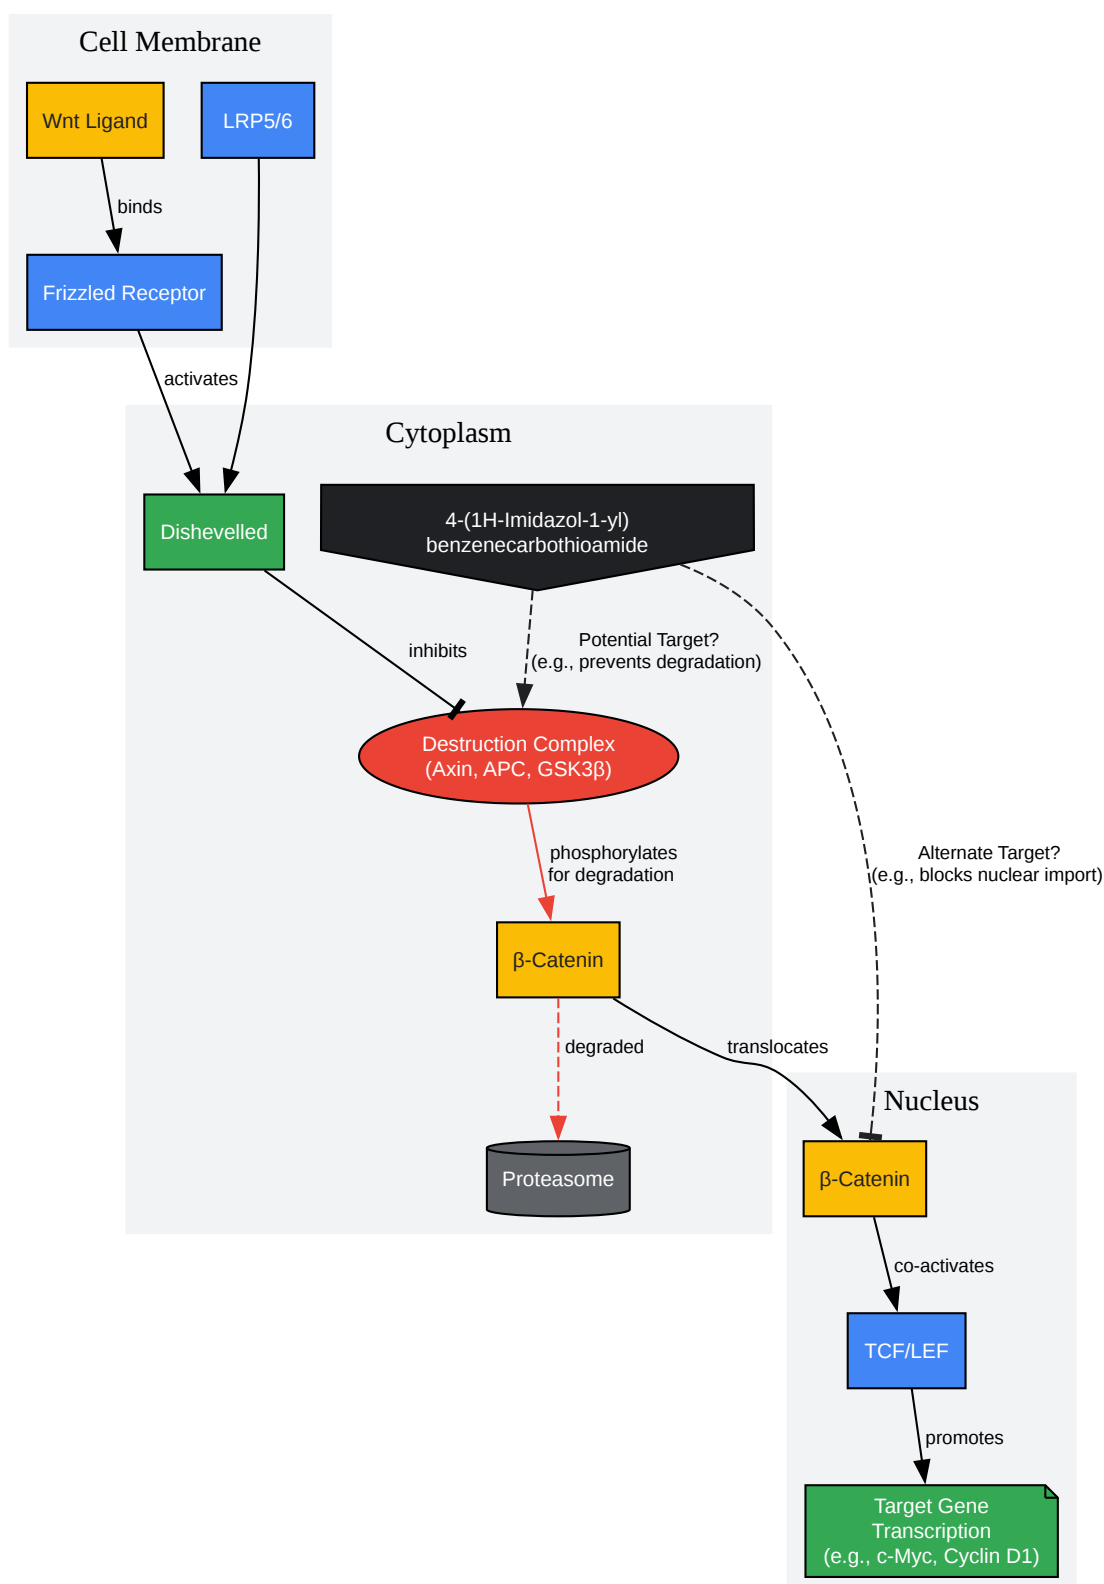 Cell Membrane
Wnt Ligand
LRP5/6
binds
Frizzled Receptor
activates
Cytoplasm
Dishevelled
4-(1H-Imidazol-1-yl)
benzenecarbothioamide
inhibits
Potential Target?
(e.g., prevents degradation)
Destruction Complex
(Axin, APC, GSK3β)
phosphorylates
for degradation
Alternate Target?
(e.g., blocks nuclear import)
β-Catenin
degraded
translocates
Nucleus
Proteasome
β-Catenin
co-activates
TCF/LEF
promotes
Target Gene
Transcription
(e.g., c-Myc, Cyclin D1)